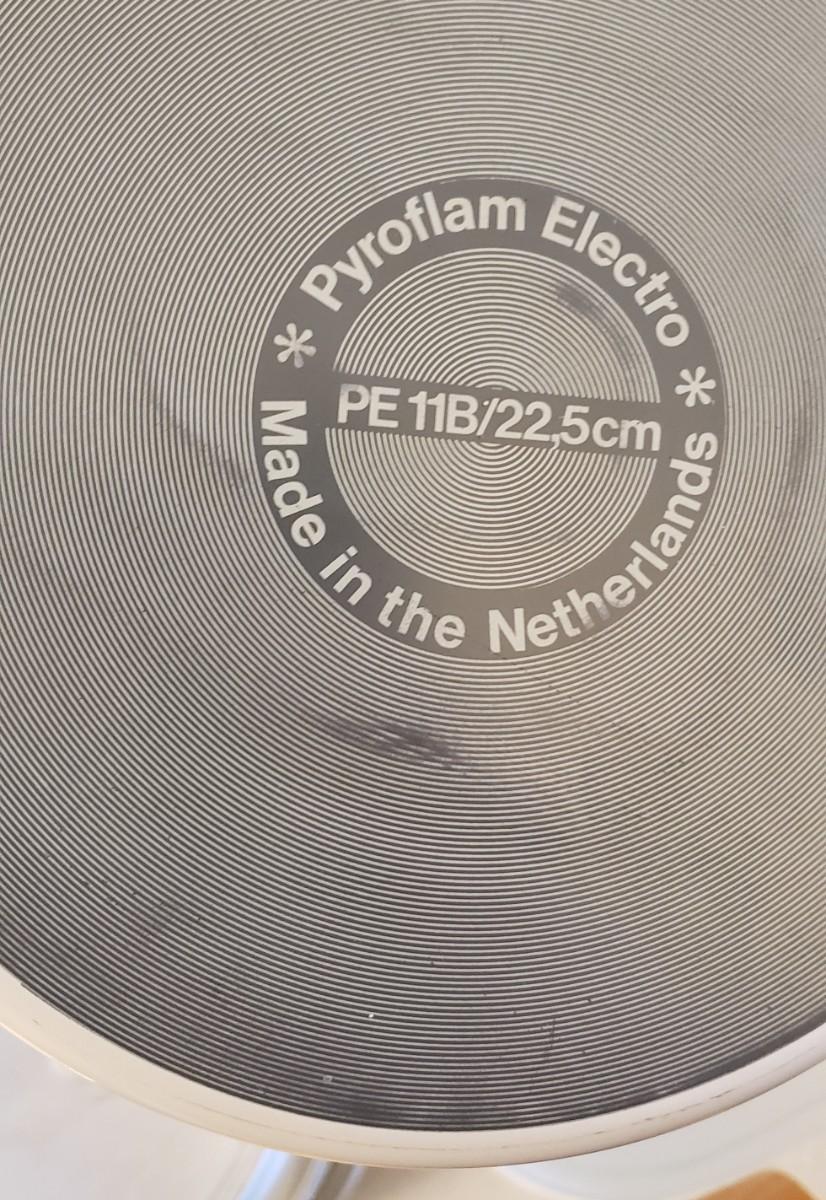 * Pyroflam Electro *
PE 11B/22,5cm
Made in the Netherlands